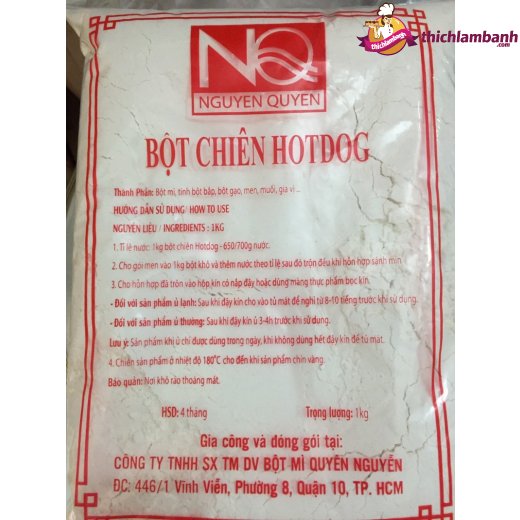 thichlambanh.com
thichlambanh
NQ
NGUYEN QUYEN
BỘT CHIÊN HOTDOG
Thành Phần: Bột mì, tinh bột bắp, bột gạo, men, muối, gia vị...
HƯỚNG DẪN SỬ DỤNG / HOW TO USE
NGUYÊN LIỆU / INGREDIENTS : 1KG
1. Tỉ lệ nước: 1kg bột chiên Hotdog - 650/700g nước.
2. Cho gói men vào 1kg bột khô và thêm nước theo tỉ lệ sau đó trộn đều khi hỗn hợp sánh mịn.
3. Cho hỗn hợp đã trộn vào hộp kín có nắp đậy hoặc dùng màng thực phẩm bọc kín.
- Đối với sản phẩm ủ lạnh: Sau khi đậy kín cho vào tủ mát để nghỉ từ 8-10 tiếng trước khi sử dụng.
- Đối với sản phẩm ủ thường: Sau khi đậy kín ủ 3-4h trước khi sử dụng.
Lưu ý: Sản phẩm khi ủ chỉ được dùng trong ngày, khi không dùng hết đậy kín để tủ mát.
4. Chiên sản phẩm ở nhiệt độ 180°C cho đến khi sản phẩm chín vàng.
Bảo quản: Nơi khô ráo thoáng mát.
HSD: 4 tháng
Trọng lượng: 1kg
Gia công và đóng gói tại:
CÔNG TY TNHH SX TM DV BỘT MÌ QUYÊN NGUYỄN
ĐC: 446/1 Vĩnh Viễn, Phường 8, Quận 10, TP. HCM